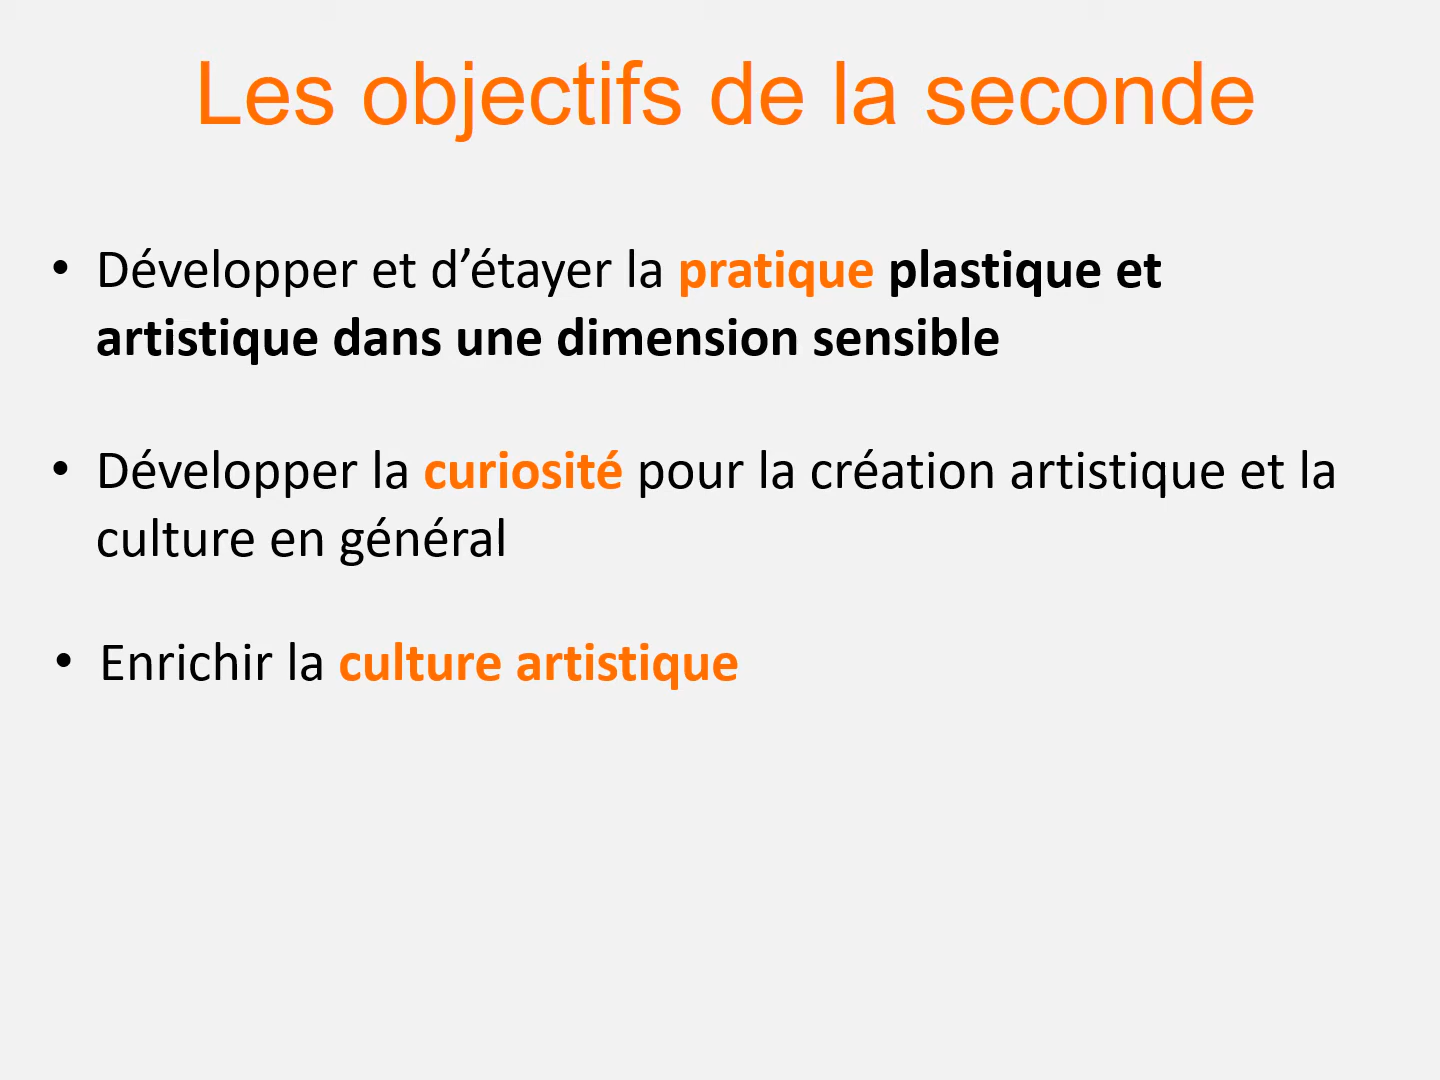 Les objectifs de la seconde
• Développer et d’étayer la pratique plastique et
artistique dans une dimension sensible
• Développer la curiosité pour la création artistique et la
culture en général
• Enrichir la culture artistique